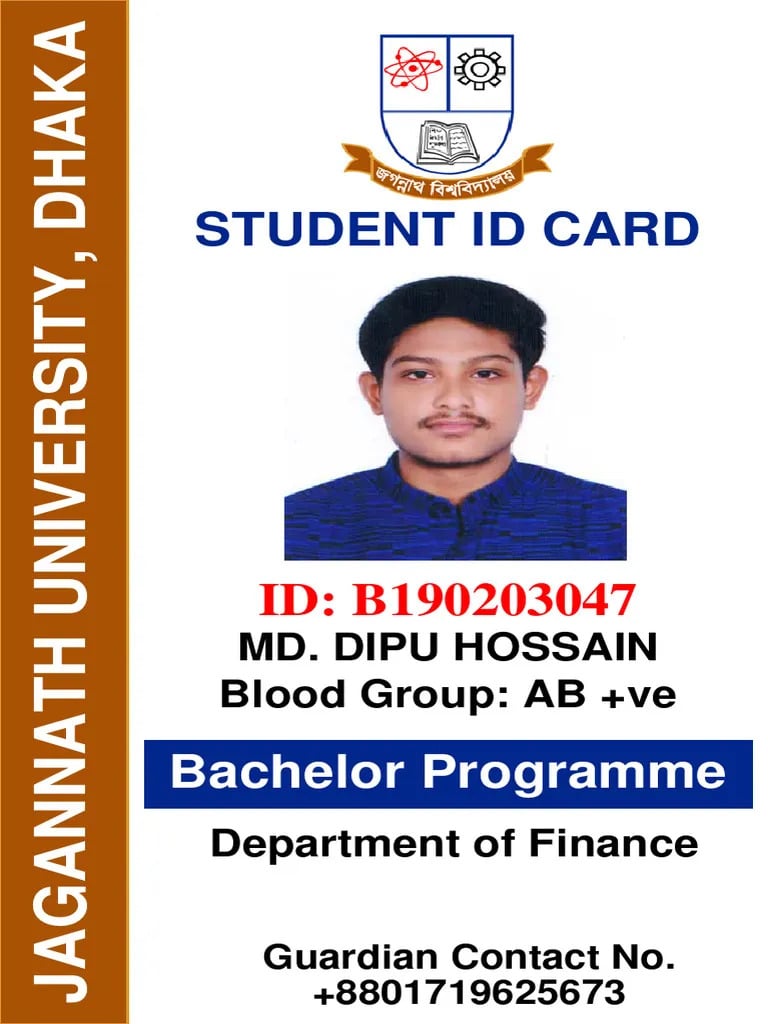 JAGANNATH UNIVERSITY, DHAKA
জগন্নাথ বিশ্ববিদ্যালয়
STUDENT ID CARD
ID: B190203047
MD. DIPU HOSSAIN
Blood Group: AB +ve
Bachelor Programme
Department of Finance
Guardian Contact No.
+8801719625673